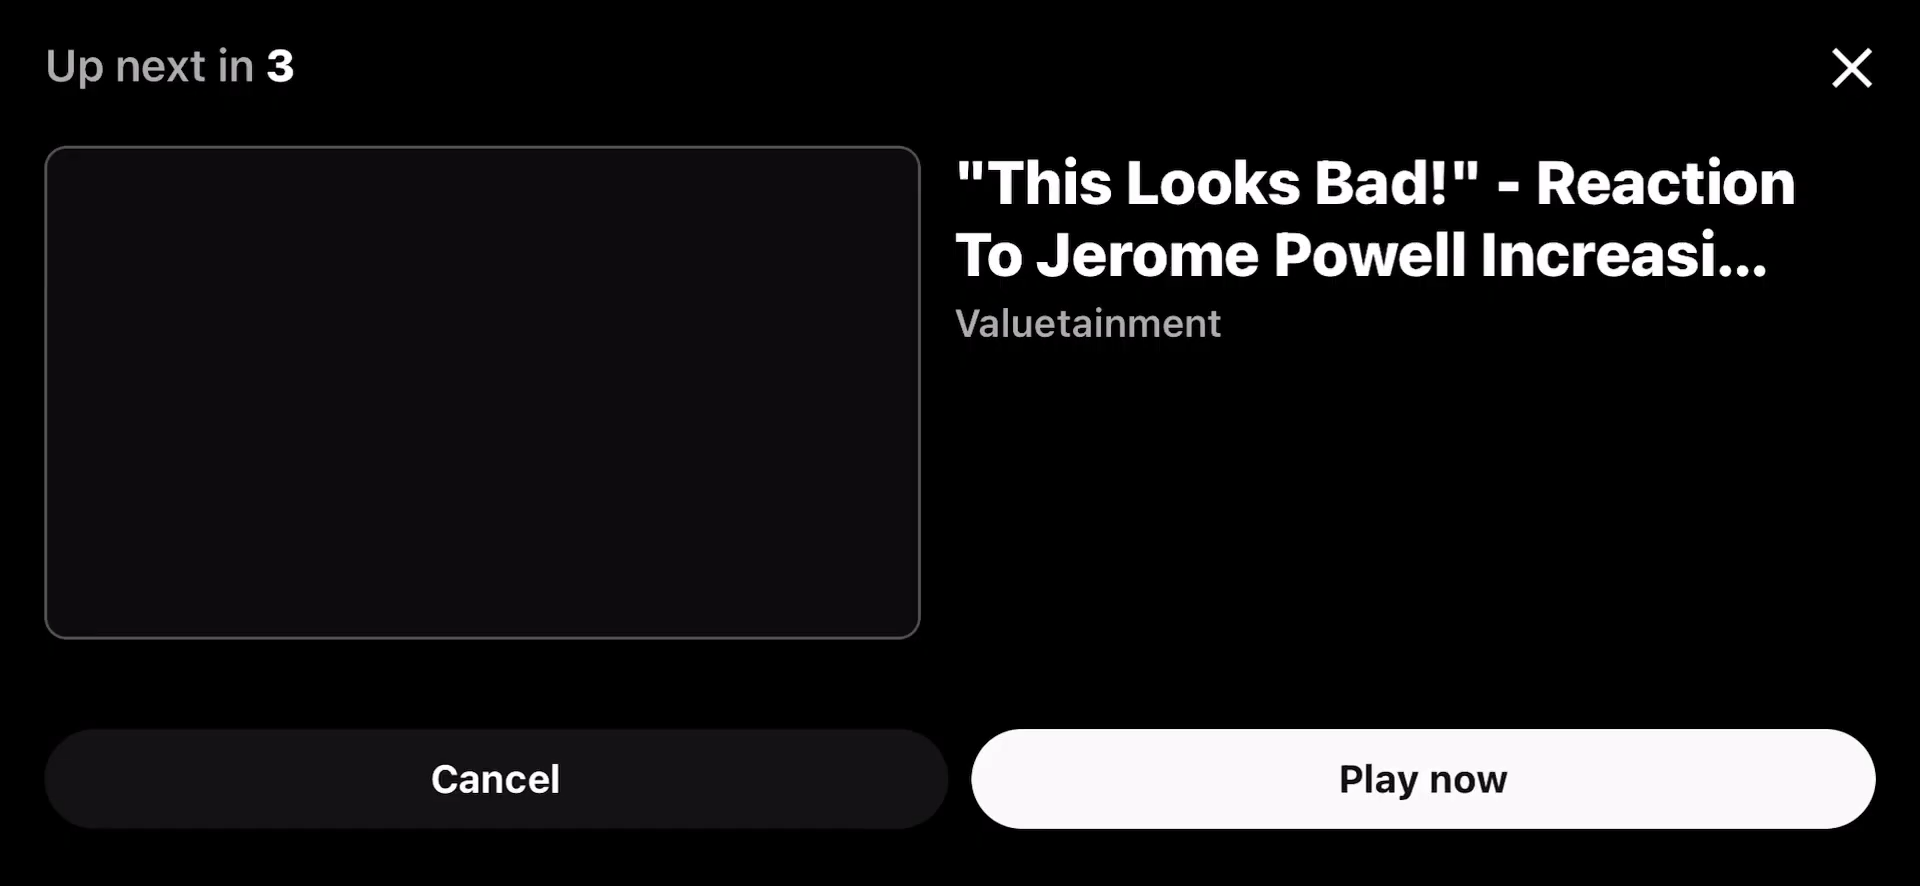 Up next in 3
"This Looks Bad!" - Reaction
To Jerome Powell Increasi...
Valuetainment
Cancel
Play now